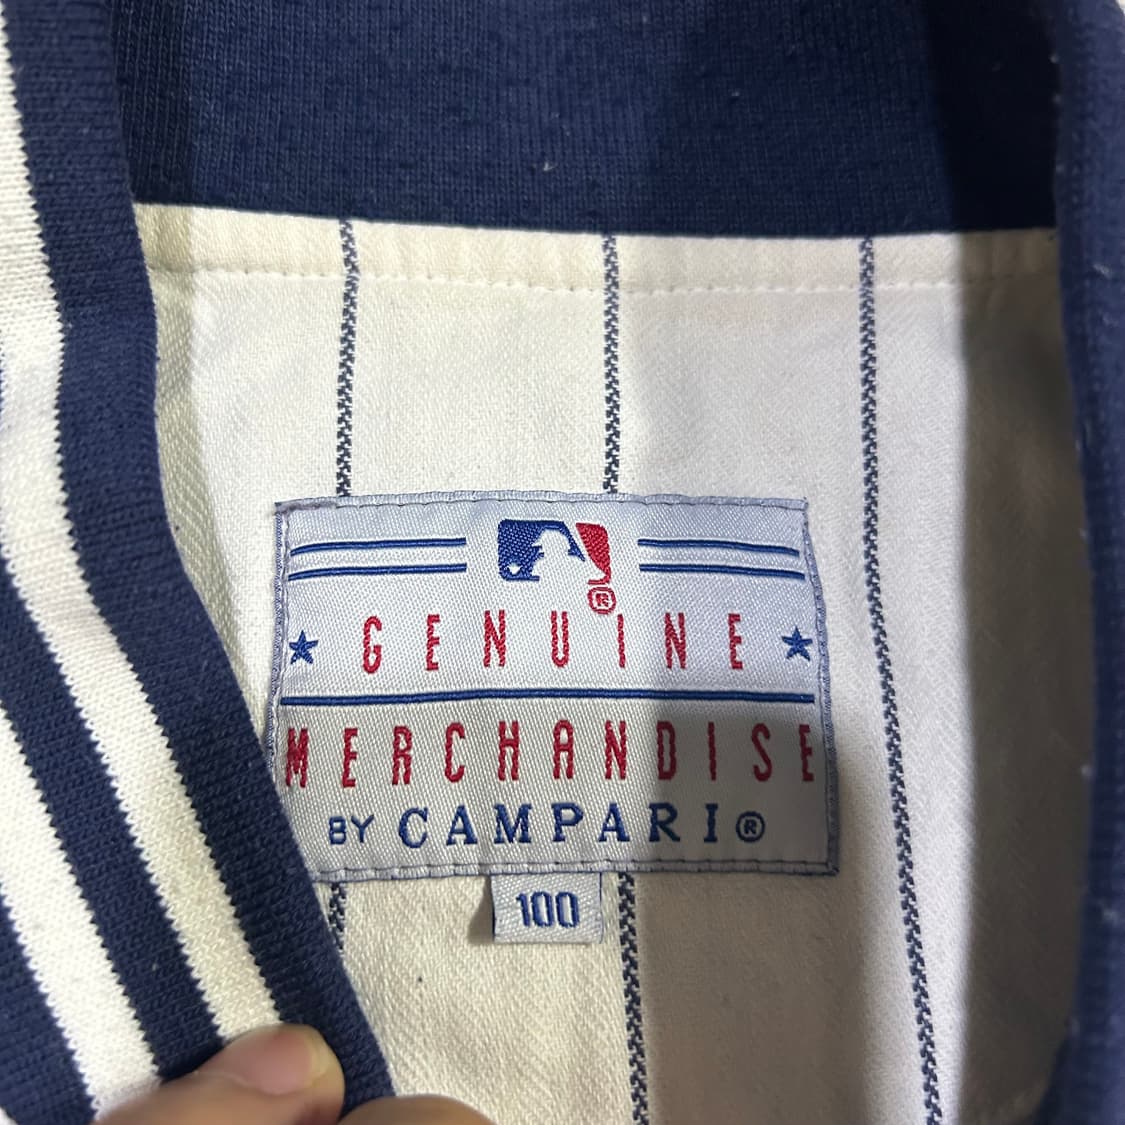 ®
GENUINE
MERCHANDISE
BY CAMPARI®
100